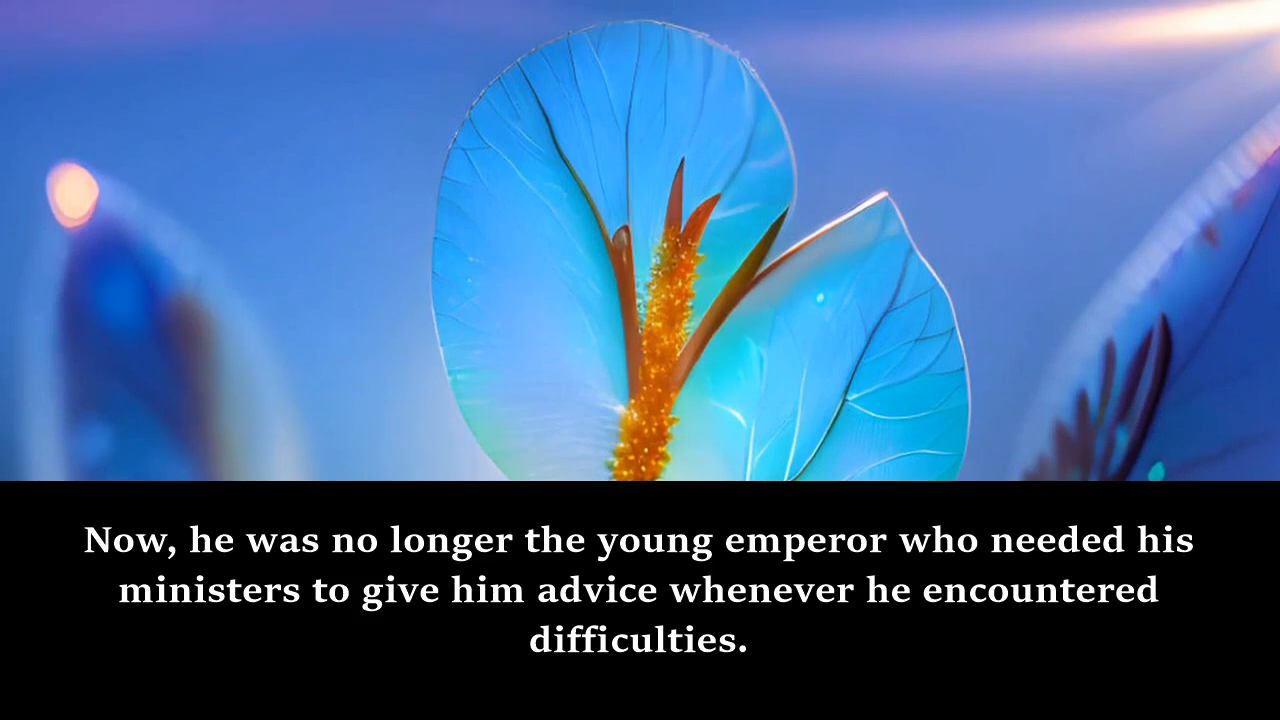 Now, he was no longer the young emperor who needed his
ministers to give him advice whenever he encountered
difficulties.